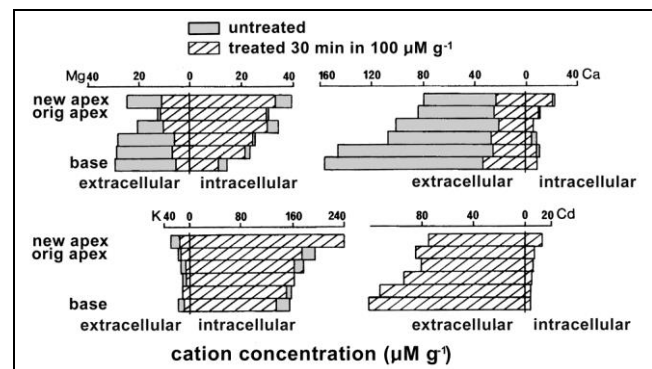 untreated
treated 30 min in 100 µM g⁻¹
Mg 40 20 0 20 40
160 80 40 0 40 Ca
new apex
orig apex
base
extracellular intracellular
extracellular intracellular
K 40 0 80 160 240
80 40 0 20 Cd
new apex
orig apex
base
extracellular intracellular
extracellular intracellular
cation concentration (µM g⁻¹)